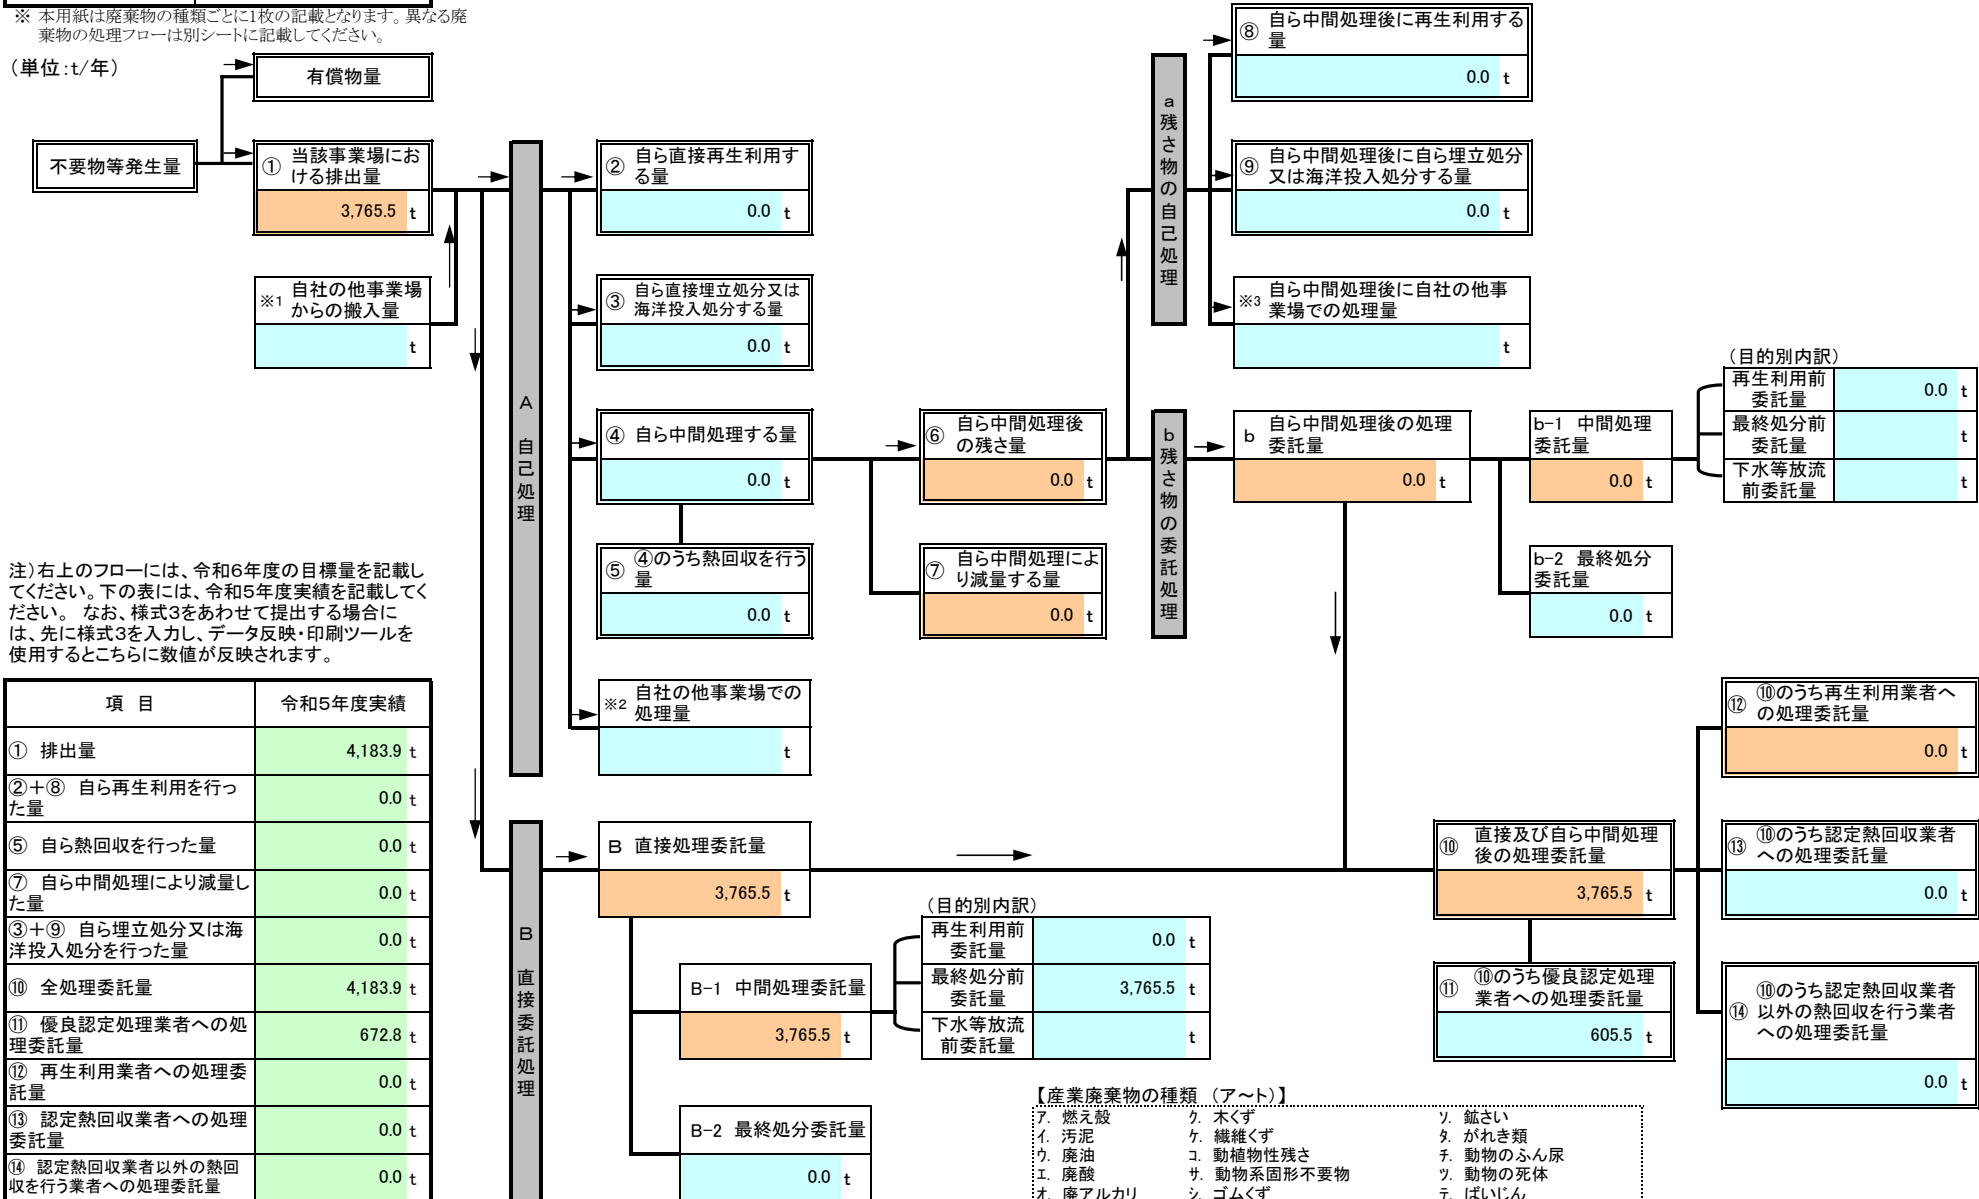 ※ 本用紙は廃棄物の種類ごとに1枚の記載となります。異なる廃
棄物の処理フローは別シートに記載してください。
（単位：t/年）
有償物量
不要物等発生量
① 当該事業場にお
ける排出量
3,765.5 t
※1 自社の他事業場
からの搬入量
t
A 自己処理
② 自ら直接再生利用す
る量
0.0 t
③ 自ら直接埋立処分又は
海洋投入処分する量
0.0 t
④ 自ら中間処理する量
0.0 t
⑤ ④のうち熱回収を行う
量
0.0 t
※2 自社の他事業場での
処理量
t
⑥ 自ら中間処理後
の残さ量
0.0 t
⑦ 自ら中間処理によ
り減量する量
0.0 t
a 残さ物の自己処理
⑧ 自ら中間処理後に再生利用する
量
0.0 t
⑨ 自ら中間処理後に自ら埋立処分
又は海洋投入処分する量
0.0 t
※3 自ら中間処理後に自社の他事
業場での処理量
t
b 残さ物の委託処理
b 自ら中間処理後の処理
委託量
0.0 t
b-1 中間処理
委託量
0.0 t
（目的別内訳）
再生利用前
委託量
0.0 t
最終処分前
委託量
t
下水等放流
前委託量
t
b-2 最終処分
委託量
0.0 t
注）右上のフローには、令和6年度の目標量を記載し
てください。下の表には、令和5年度実績を記載してく
ださい。 なお、様式3をあわせて提出する場合に
は、先に様式3を入力し、データ反映・印刷ツールを
使用するとこちらに数値が反映されます。
項 目 令和5年度実績
① 排出量 4,183.9 t
②＋⑧ 自ら再生利用を行っ
た量
0.0 t
⑤ 自ら熱回収を行った量 0.0 t
⑦ 自ら中間処理により減量し
た量
0.0 t
③＋⑨ 自ら埋立処分又は海
洋投入処分を行った量
0.0 t
⑩ 全処理委託量 4,183.9 t
⑪ 優良認定処理業者への処
理委託量
672.8 t
⑫ 再生利用業者への処理委
託量
0.0 t
⑬ 認定熱回収業者への処理
委託量
0.0 t
⑭ 認定熱回収業者以外の熱回
収を行う業者への処理委託量
0.0 t
B 直接委託処理
B 直接処理委託量
3,765.5 t
B-1 中間処理委託量
3,765.5 t
（目的別内訳）
再生利用前
委託量
0.0 t
最終処分前
委託量
3,765.5 t
下水等放流
前委託量
t
B-2 最終処分委託量
0.0 t
⑩ 直接及び自ら中間処理
後の処理委託量
3,765.5 t
⑪ ⑩のうち優良認定処理
業者への処理委託量
605.5 t
⑫ ⑩のうち再生利用業者へ
の処理委託量
0.0 t
⑬ ⑩のうち認定熱回収業者
への処理委託量
0.0 t
⑭ ⑩のうち認定熱回収業者
以外の熱回収を行う業者
への処理委託量
0.0 t
【産業廃棄物の種類 （ア～ト）】
ア. 燃え殻 ク. 木くず ソ. 鉱さい
イ. 汚泥 ケ. 繊維くず タ. がれき類
ウ. 廃油 コ. 動植物性残さ チ. 動物のふん尿
エ. 廃酸 サ. 動物系固形不要物 ツ. 動物の死体
オ. 廃アルカリ シ. ゴムくず テ. ばいじん